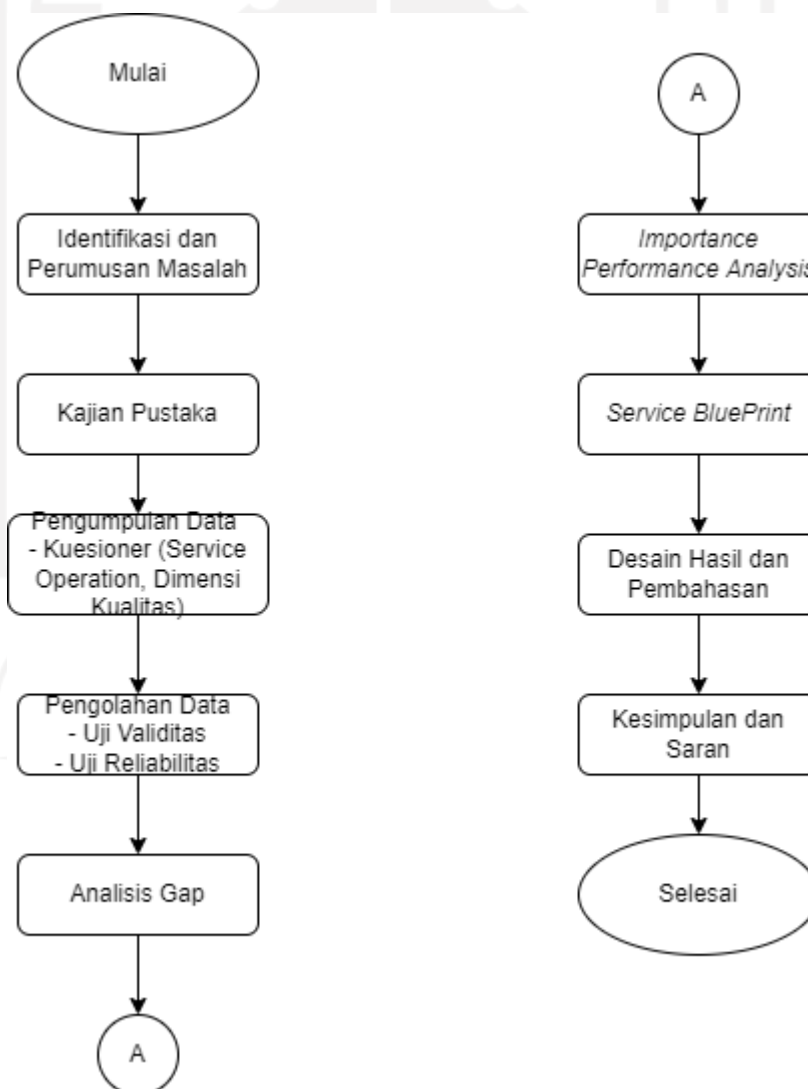 Mulai
Identifikasi dan
Perumusan Masalah
Kajian Pustaka
Pengumpulan Data
- Kuesioner (Service
Operation, Dimensi
Kualitas)
Pengolahan Data
- Uji Validitas
- Uji Reliabilitas
Analisis Gap
A
A
Importance
Performance Analysis
Service BluePrint
Desain Hasil dan
Pembahasan
Kesimpulan dan
Saran
Selesai